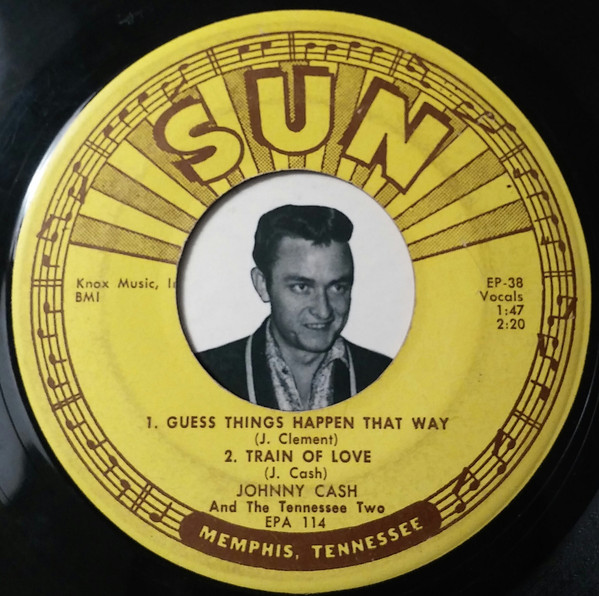 SUN
Knox Music,
BMI
EP-38
Vocals
1:47
2:20
1. GUESS THINGS HAPPEN THAT WAY
(J. Clement)
2. TRAIN OF LOVE
(J. Cash)
JOHNNY CASH
And The Tennessee Two
EPA 114
MEMPHIS, TENNESSEE